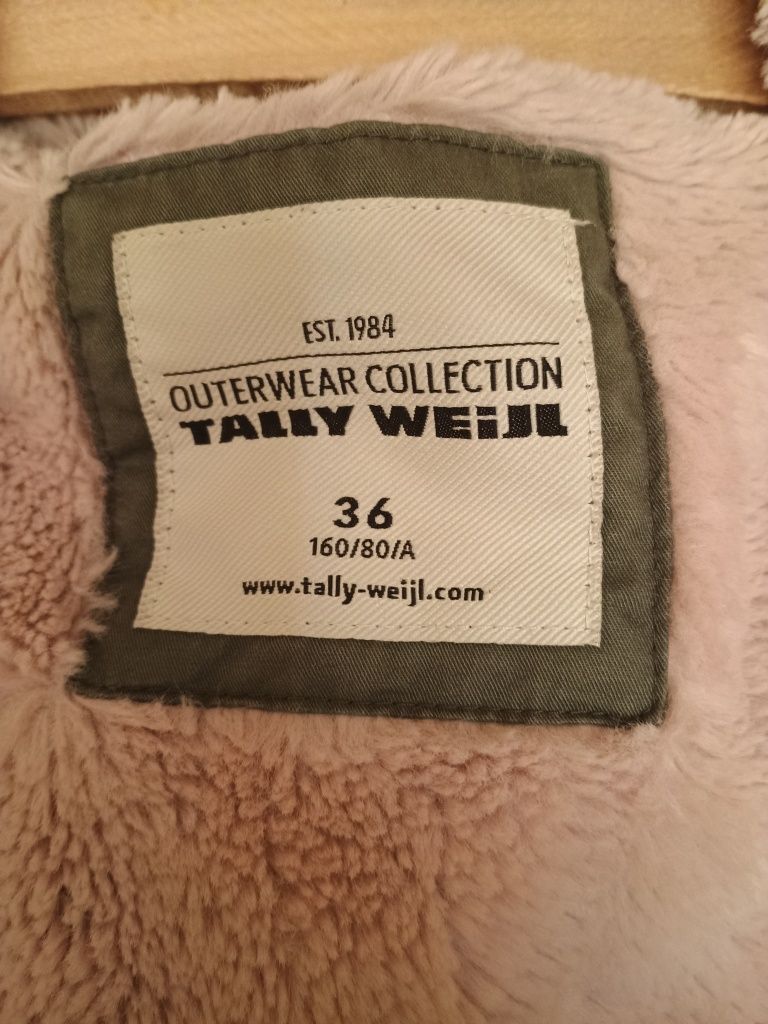 EST. 1984
OUTERWEAR COLLECTION
TALLY WEiJL
36
160/80/A
www.tally-weijl.com